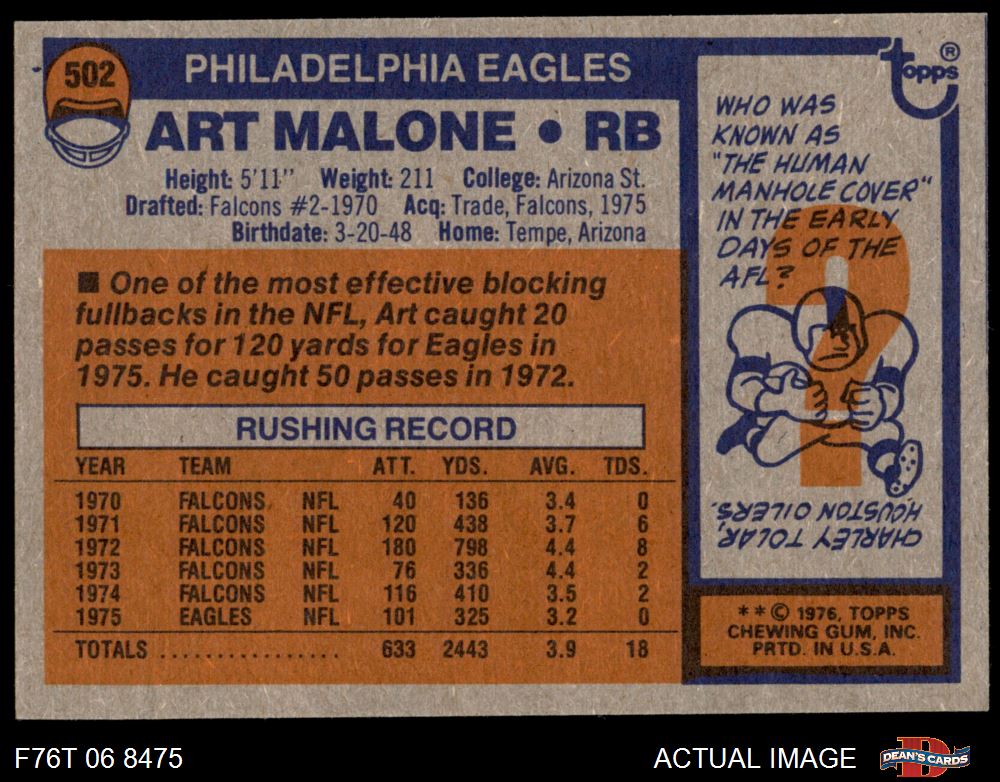 502
PHILADELPHIA EAGLES
ART MALONE • RB
Height: 5'11" Weight: 211 College: Arizona St.
Drafted: Falcons #2-1970 Acq: Trade, Falcons, 1975
Birthdate: 3-20-48 Home: Tempe, Arizona
■ One of the most effective blocking
fullbacks in the NFL, Art caught 20
passes for 120 yards for Eagles in
1975. He caught 50 passes in 1972.
RUSHING RECORD
YEAR TEAM ATT. YDS. AVG. TDS.
1970 FALCONS NFL 40 136 3.4 0
1971 FALCONS NFL 120 438 3.7 6
1972 FALCONS NFL 180 798 4.4 8
1973 FALCONS NFL 76 336 4.4 2
1974 FALCONS NFL 116 410 3.5 2
1975 EAGLES NFL 101 325 3.2 0
TOTALS .................. 633 2443 3.9 18
topps®
WHO WAS
KNOWN AS
"THE HUMAN
MANHOLE COVER"
IN THE EARLY
DAYS OF THE
AFL?
?
CHARLEY TOLAR,
HOUSTON OILERS.
**© 1976, TOPPS
CHEWING GUM, INC.
PRTD. IN U.S.A.
F76T 06 8475
ACTUAL IMAGE
DEAN'S CARDS